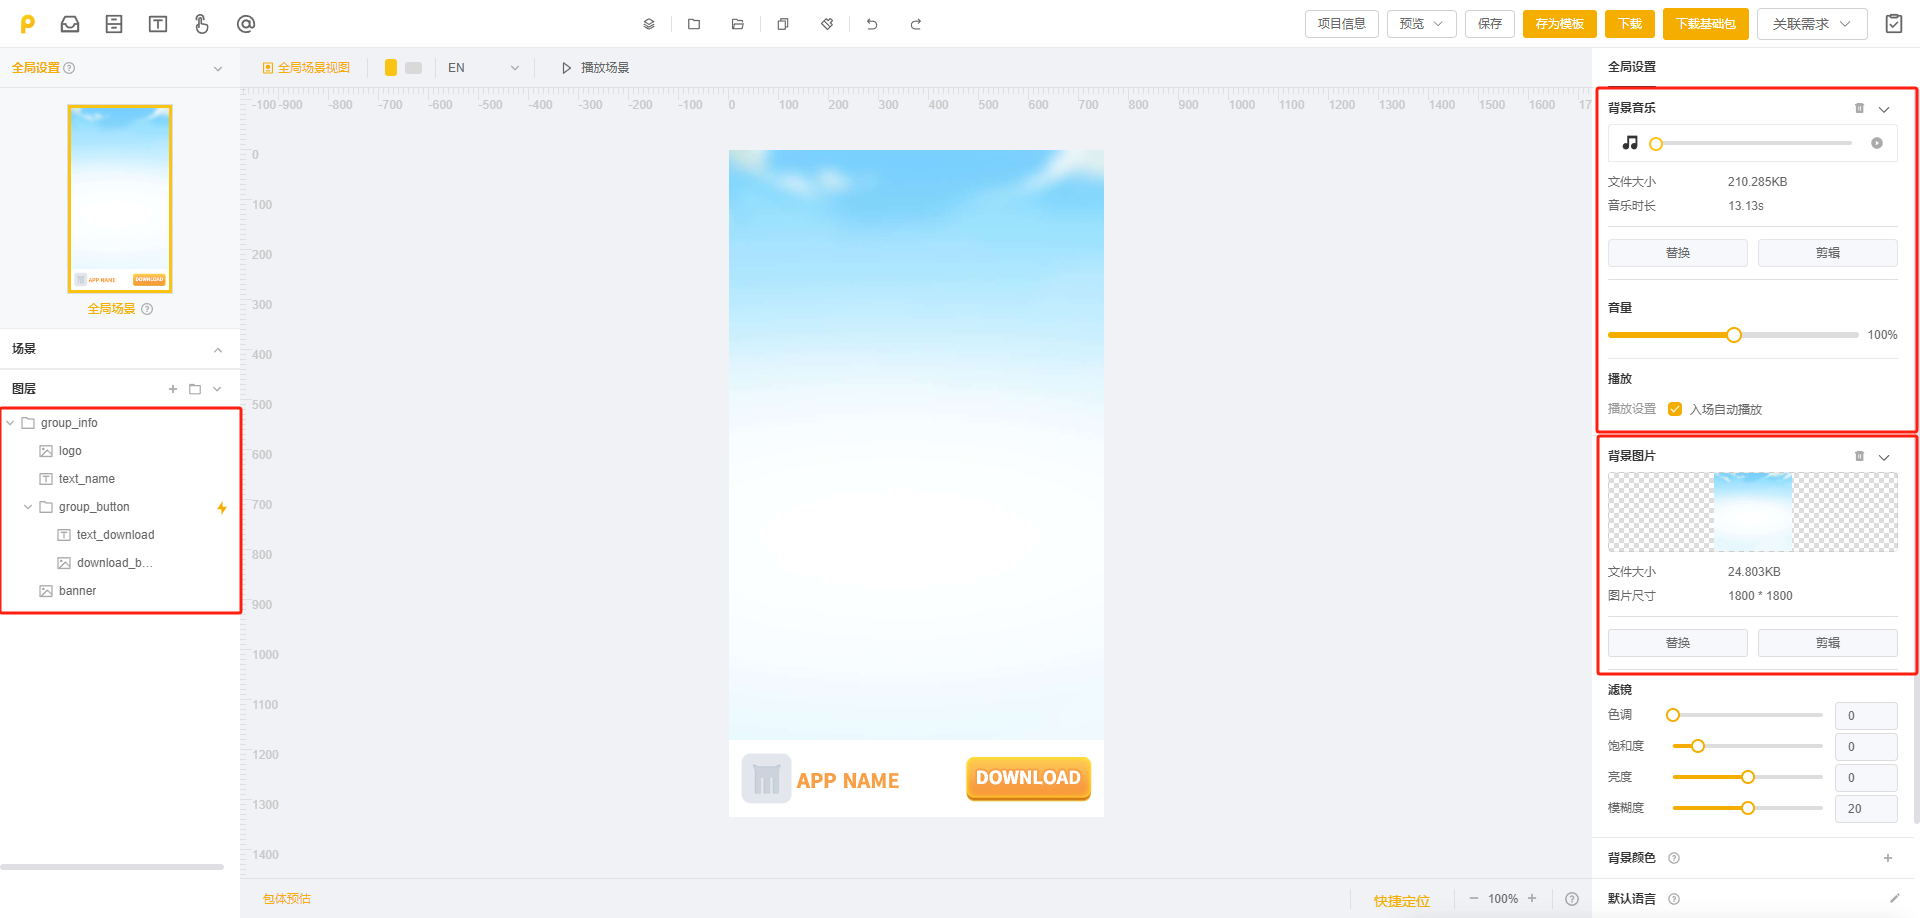 项目信息
预览
保存
存为模板
下载
下载基础包
关联需求
全局设置
全局场景视图
EN
播放场景
APP NAME
DOWNLOAD
全局场景
场景
图层
group_info
logo
text_name
group_button
text_download
download_b...
banner
-100 -900 -800 -700 -600 -500 -400 -300 -200 -100 0 100 200 300 400 500 600 700 800 900 1000 1100 1200 1300 1400 1500 1600 17
0
100
200
300
400
500
600
700
800
900
1000
1100
1200
1300
1400
APP NAME
DOWNLOAD
包体预估
快捷定位
100%
全局设置
背景音乐
文件大小 210.285KB
音乐时长 13.13s
替换 剪辑
音量
100%
播放
播放设置 入场自动播放
背景图片
文件大小 24.803KB
图片尺寸 1800 * 1800
替换 剪辑
滤镜
色调 0
饱和度 0
亮度 0
模糊度 20
背景颜色
默认语言